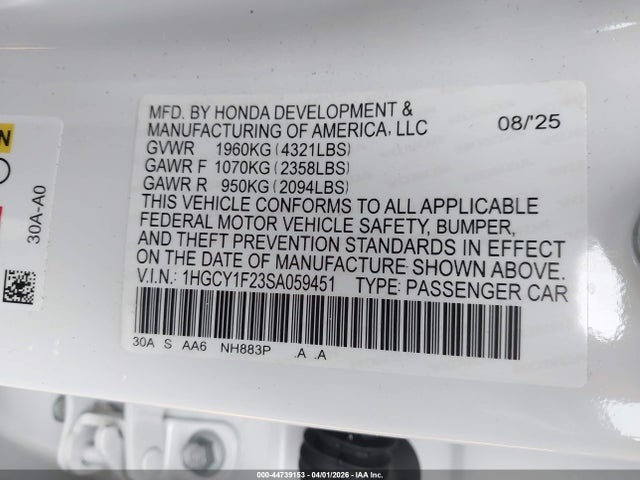 MFD. BY HONDA DEVELOPMENT &
MANUFACTURING OF AMERICA, LLC 08/'25
GVWR 1960KG(4321LBS)
GAWR F 1070KG(2358LBS)
GAWR R 950KG(2094LBS)
THIS VEHICLE CONFORMS TO ALL APPLICABLE
FEDERAL MOTOR VEHICLE SAFETY, BUMPER,
AND THEFT PREVENTION STANDARDS IN EFFECT
ON THE DATE OF MANUFACTURE SHOWN ABOVE.
V.I.N.: 1HGCY1F23SA059451 TYPE: PASSENGER CAR
30A S AA6 NH883P .A .A
30A-A0
000-44739153 - 04/01/2026 - IAA Inc.